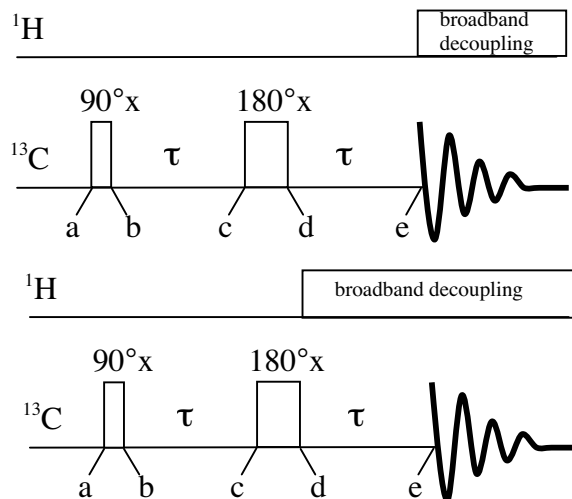 ¹H
broadband
decoupling
90°x 180°x
¹³C τ τ
a b c d e
¹H
broadband decoupling
90°x 180°x
¹³C τ τ
a b c d e